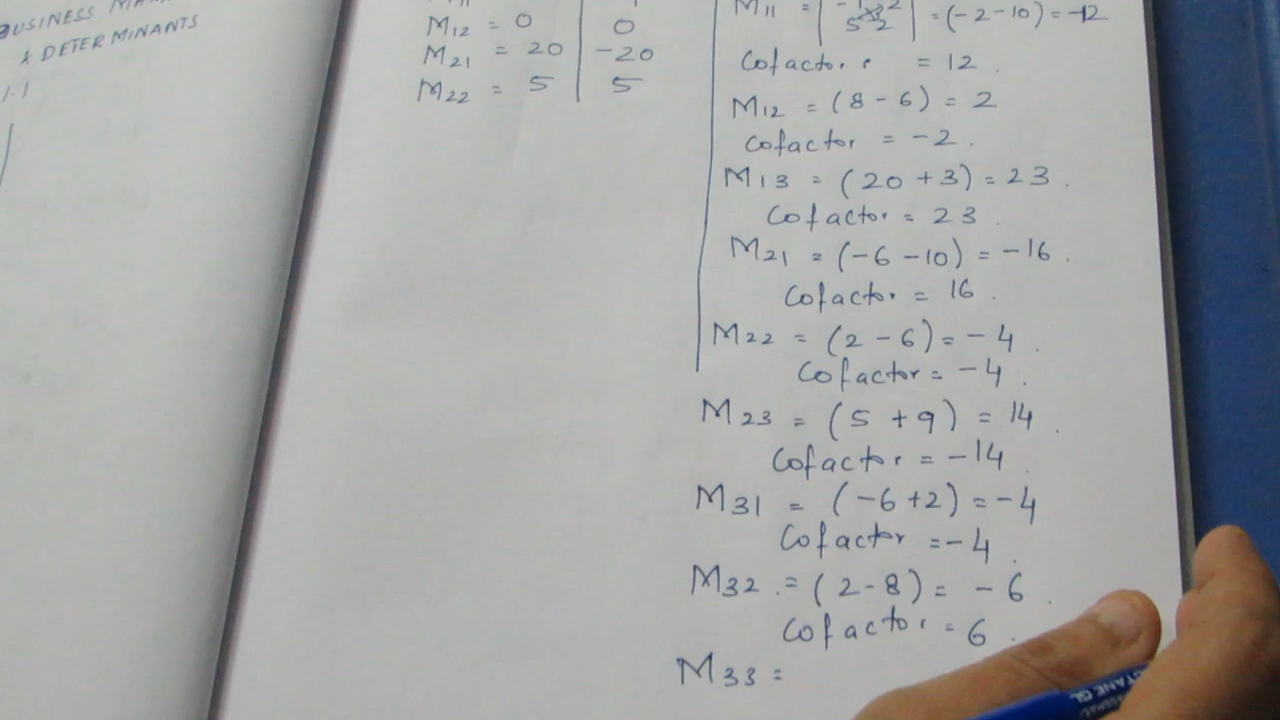 BUSINESS
& DETERMINANTS
1.1
M12 = 0 | 0
M21 = 20 | -20
M22 = 5 | 5
M11 = = (-2-10) = -12
Cofactor = 12.
M12 = (8-6) = 2
Cofactor = -2.
M13 = (20+3) = 23.
Cofactor = 23.
M21 = (-6-10) = -16.
Cofactor = 16.
M22 = (2-6) = -4.
Cofactor = -4.
M23 = (5+9) = 14.
Cofactor = -14.
M31 = (-6+2) = -4
Cofactor = -4.
M32 = (2-8) = -6.
Cofactor = 6.
M33 =